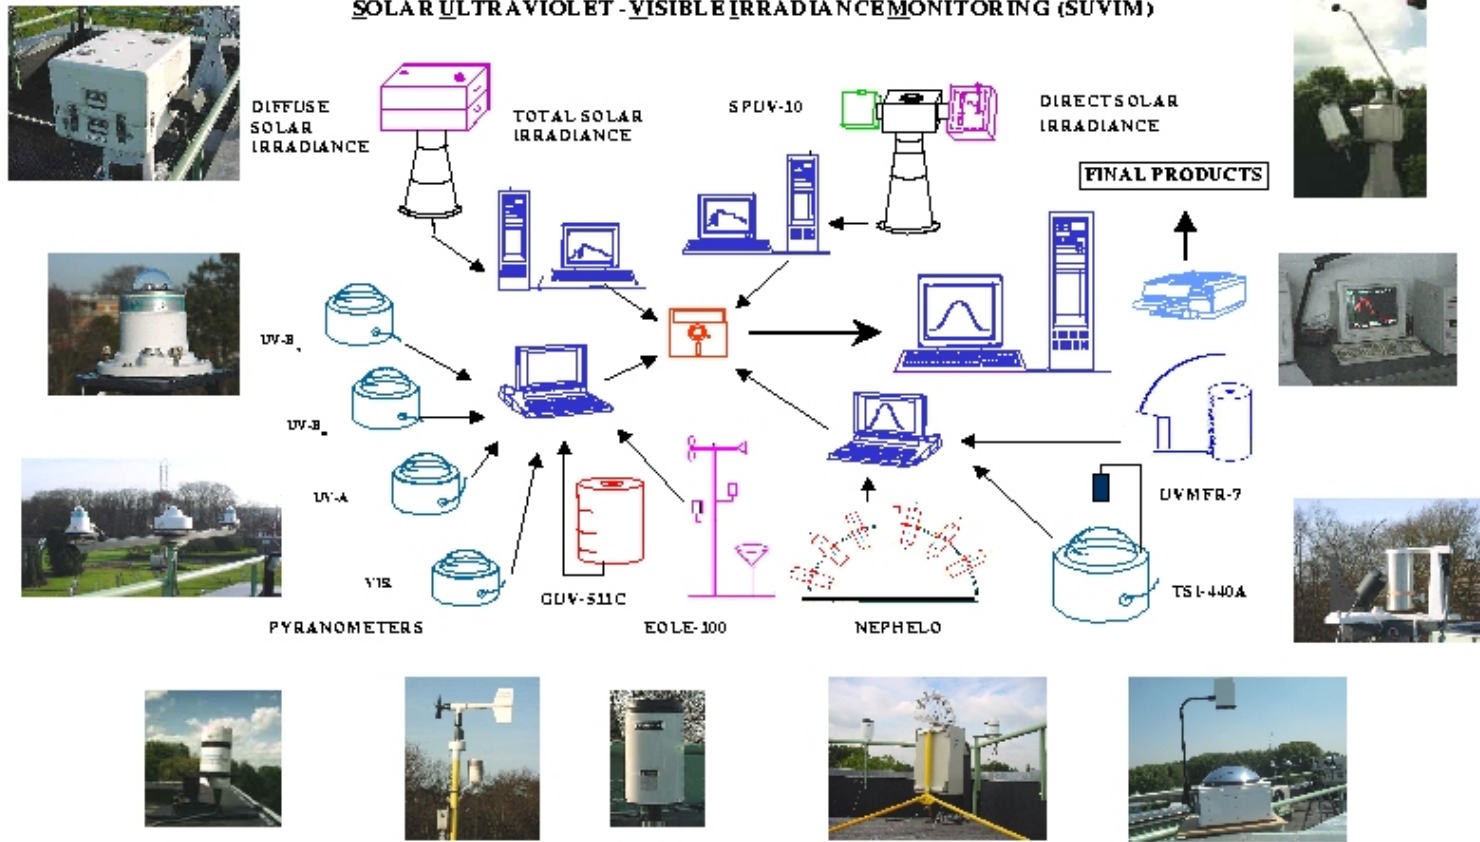 SOLAR ULTRAVIOLET - VISIBLE IRRADIANCE MONITORING (SUVIM)
DIFFUSE
SOLAR
IRRADIANCE
TOTAL SOLAR
IRRADIANCE
SPUV-10
DIRECT SOLAR
IRRADIANCE
FINAL PRODUCTS
UV-B
UV-B
UV-A
VIS.
GUV-511C
UVMFR-7
TSI-440A
PYRANOMETERS
EOLE-100
NEPHELO